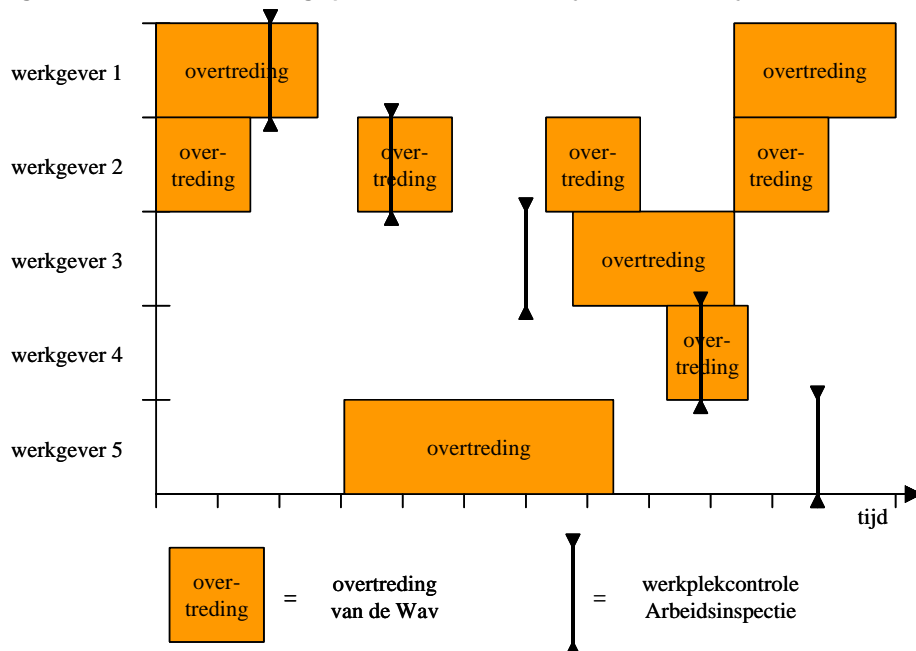 werkgever 1
overtreding
overtreding
werkgever 2
over-
treding
over-
treding
over-
treding
over-
treding
werkgever 3
overtreding
werkgever 4
over-
treding
werkgever 5
overtreding
tijd
over-
treding
=
overtreding
van de Wav
=
werkplekcontrole
Arbeidsinspectie